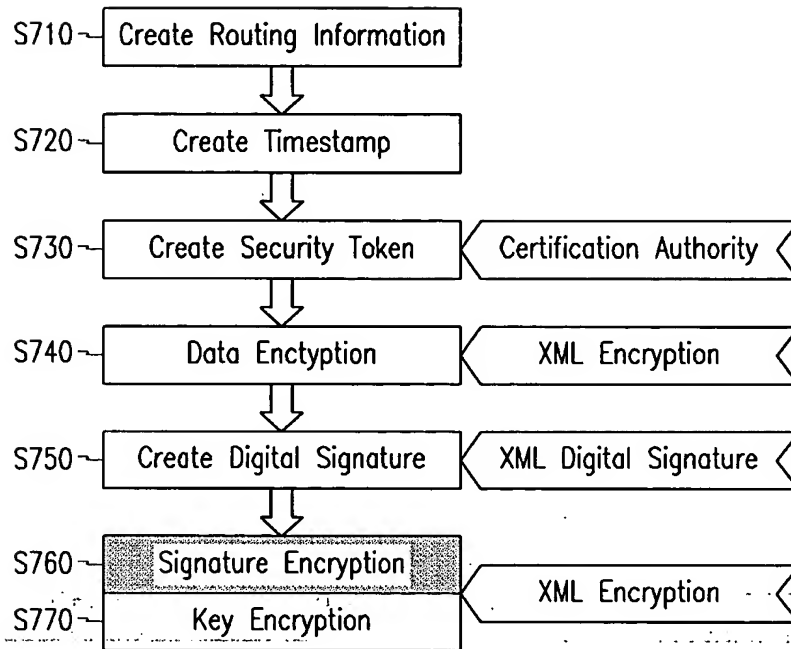 S710 Create Routing Information
S720 Create Timestamp
S730 Create Security Token Certification Authority
S740 Data Enctyption XML Encryption
S750 Create Digital Signature XML Digital Signature
S760 Signature Encryption
XML Encryption
S770 Key Encryption